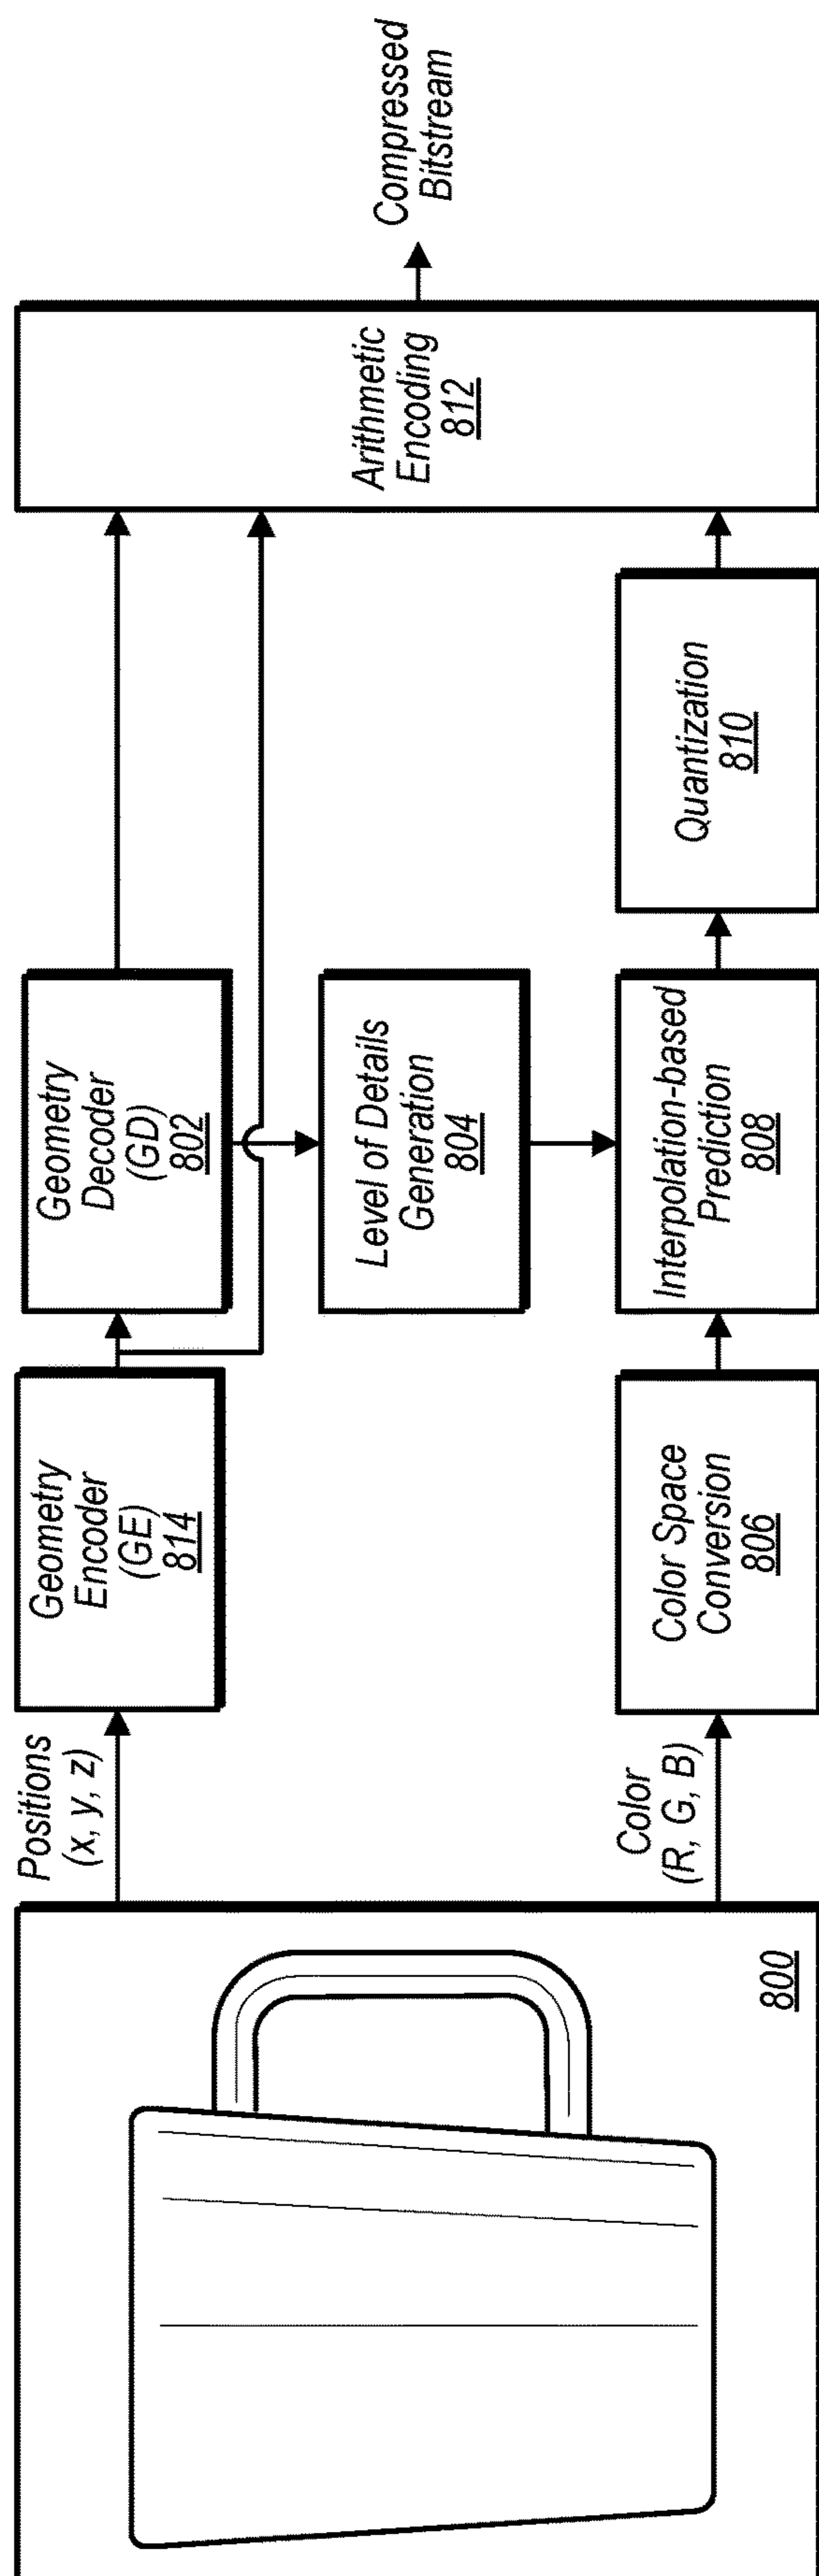 800
Positions
(x, y, z)
Color
(R, G, B)
Geometry
Encoder
(GE)
814
Color Space
Conversion
806
Geometry
Decoder
(GD)
802
Level of Details
Generation
804
Interpolation-based
Prediction
808
Quantization
810
Arithmetic
Encoding
812
Compressed
Bitstream